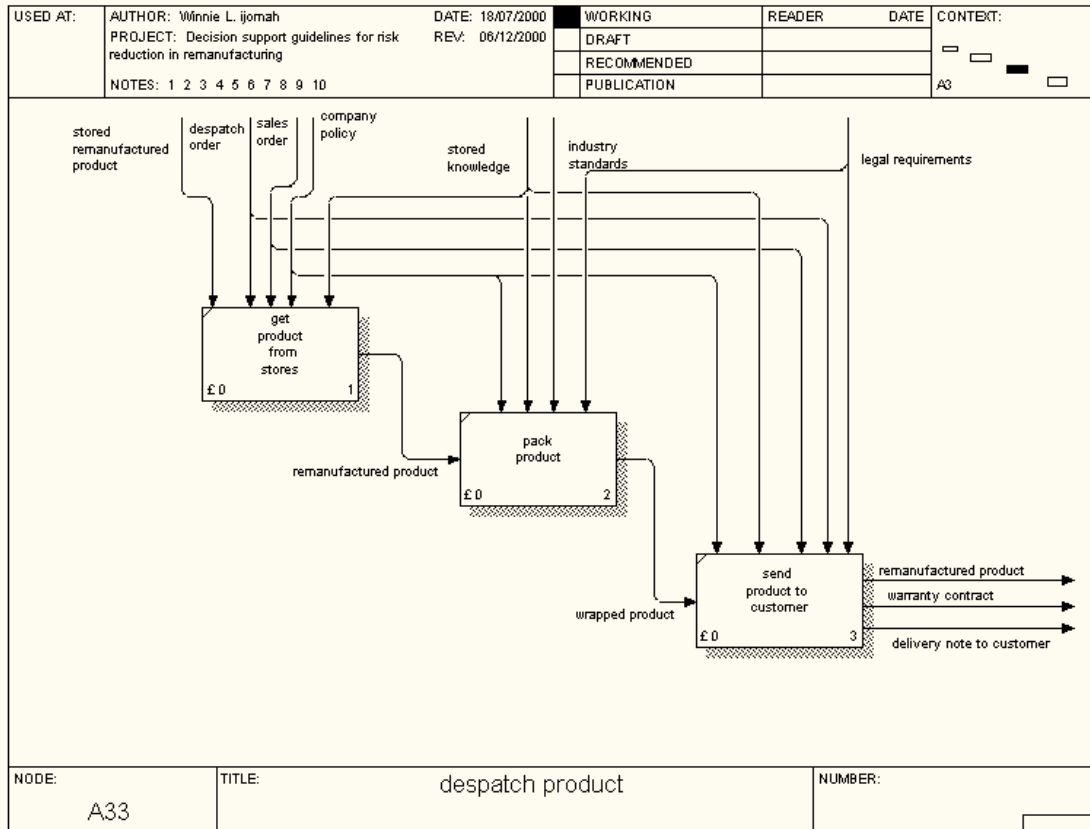 USED AT:
AUTHOR: Winnie L. ijomah
DATE: 18/07/2000
PROJECT: Decision support guidelines for risk
REV: 06/12/2000
reduction in remanufacturing
NOTES: 1 2 3 4 5 6 7 8 9 10
WORKING
DRAFT
RECOMMENDED
PUBLICATION
READER DATE
CONTEXT:
A3
stored
remanufactured
product
despatch
order
sales
order
company
policy
stored
knowledge
industry
standards
legal requirements
get
product
from
stores
£0 1
remanufactured product
pack
product
£0 2
wrapped product
send
product to
customer
£0 3
remanufactured product
warranty contract
delivery note to customer
NODE:
A33
TITLE:
despatch product
NUMBER: